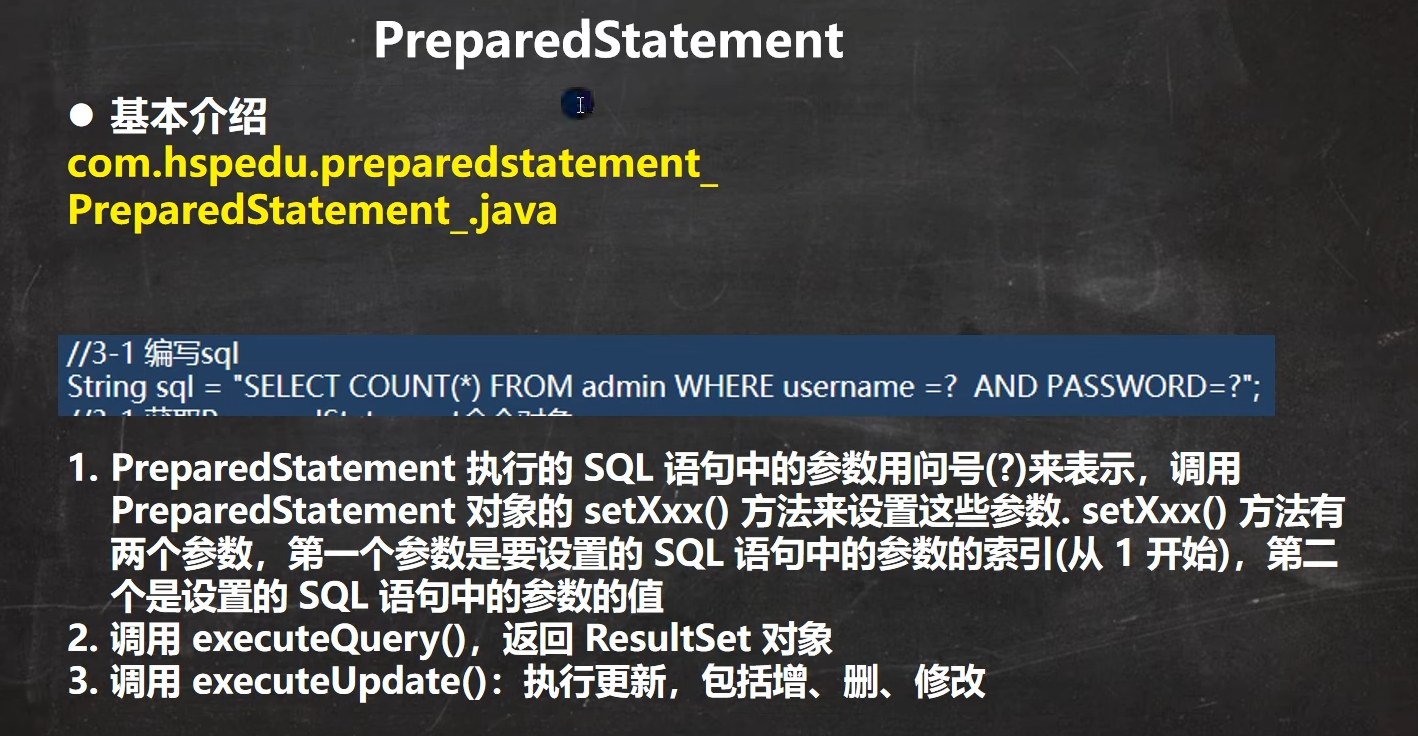 PreparedStatement
● 基本介绍
com.hspedu.preparedstatement_
PreparedStatement_.java
//3-1 编写sql
String sql = "SELECT COUNT(*) FROM admin WHERE username =?  AND PASSWORD=?";
1. PreparedStatement 执行的 SQL 语句中的参数用问号(?)来表示，调用
PreparedStatement 对象的 setXxx() 方法来设置这些参数. setXxx() 方法有
两个参数，第一个参数是要设置的 SQL 语句中的参数的索引(从 1 开始)，第二
个是设置的 SQL 语句中的参数的值
2. 调用 executeQuery()，返回 ResultSet 对象
3. 调用 executeUpdate()：执行更新，包括增、删、修改